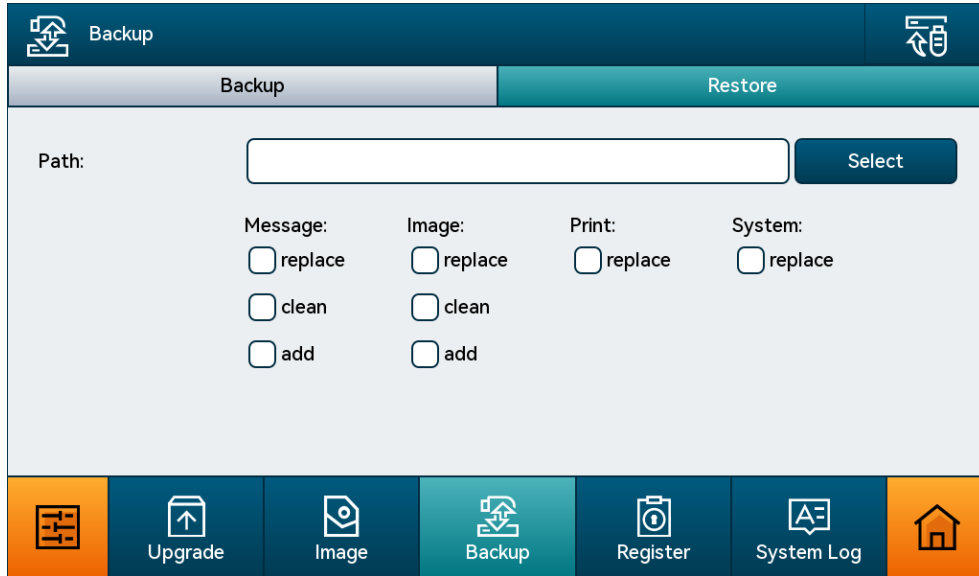 Backup
Backup Restore
Path: Select
Message: Image: Print: System:
replace replace replace replace
clean clean
add add
Upgrade Image Backup Register System Log